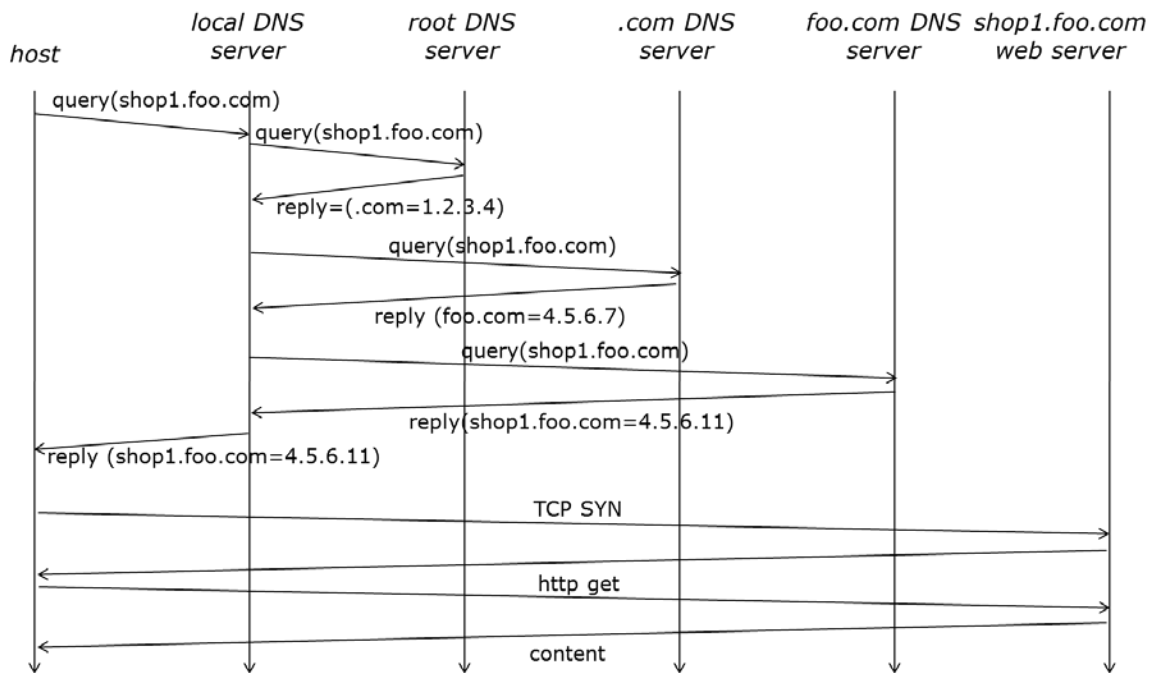 host
local DNS
server
root DNS
server
.com DNS
server
foo.com DNS
server
shop1.foo.com
web server
query(shop1.foo.com)
query(shop1.foo.com)
reply=(.com=1.2.3.4)
query(shop1.foo.com)
reply (foo.com=4.5.6.7)
query(shop1.foo.com)
reply(shop1.foo.com=4.5.6.11)
reply (shop1.foo.com=4.5.6.11)
TCP SYN
http get
content